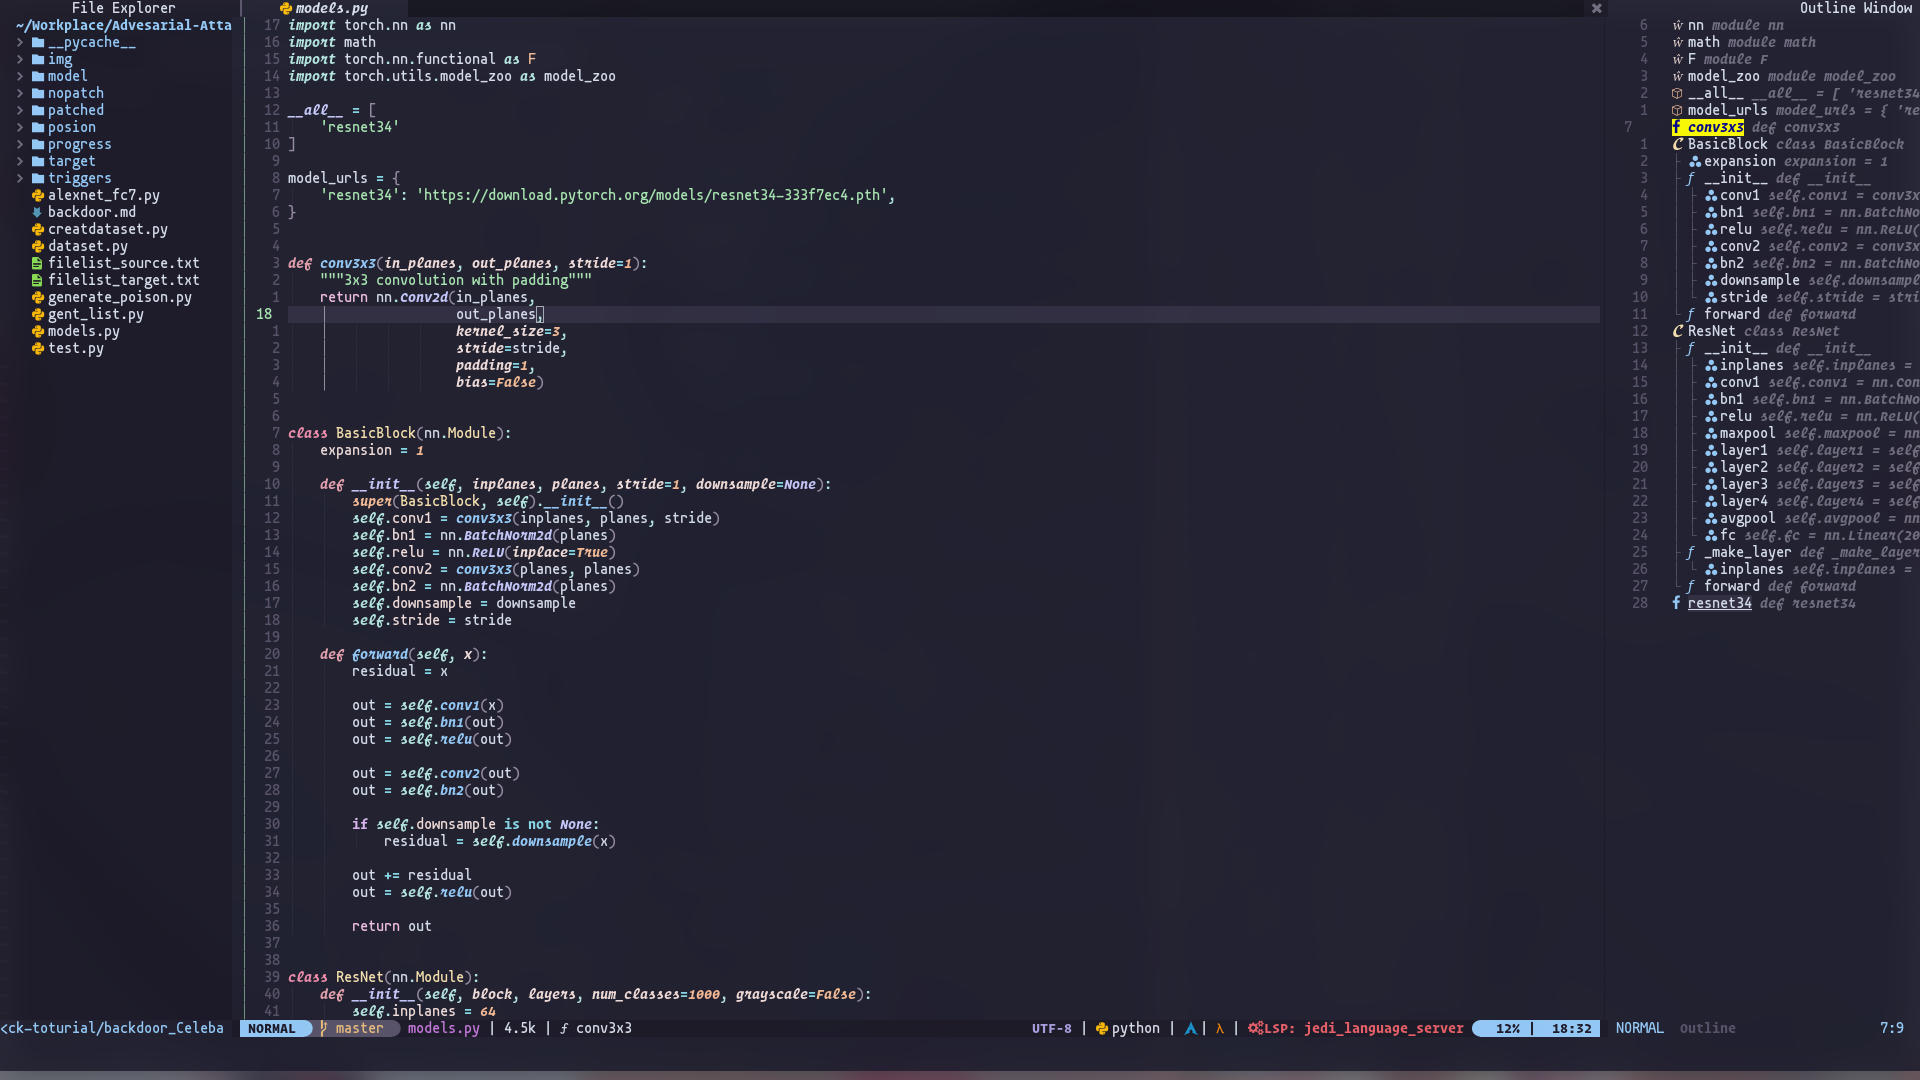 File Explorer
~/Workplace/Advesarial-Atta
__pycache__
img
model
nopatch
patched
posion
progress
target
triggers
alexnet_fc7.py
backdoor.md
creatdataset.py
dataset.py
filelist_source.txt
filelist_target.txt
generate_poison.py
gent_list.py
models.py
test.py
<ck-toturial/backdoor_Celeba
models.py
17 import torch.nn as nn
16 import math
15 import torch.nn.functional as F
14 import torch.utils.model_zoo as model_zoo
13
12 __all__ = [
11     'resnet34'
10 ]
9
8 model_urls = {
7     'resnet34': 'https://download.pytorch.org/models/resnet34-333f7ec4.pth',
6 }
5
4
3 def conv3x3(in_planes, out_planes, stride=1):
2     """3x3 convolution with padding"""
1     return nn.Conv2d(in_planes,
18                      out_planes,
1                      kernel_size=3,
2                      stride=stride,
3                      padding=1,
4                      bias=False)
5
6
7 class BasicBlock(nn.Module):
8     expansion = 1
9
10     def __init__(self, inplanes, planes, stride=1, downsample=None):
11         super(BasicBlock, self).__init__()
12         self.conv1 = conv3x3(inplanes, planes, stride)
13         self.bn1 = nn.BatchNorm2d(planes)
14         self.relu = nn.ReLU(inplace=True)
15         self.conv2 = conv3x3(planes, planes)
16         self.bn2 = nn.BatchNorm2d(planes)
17         self.downsample = downsample
18         self.stride = stride
19
20     def forward(self, x):
21         residual = x
22
23         out = self.conv1(x)
24         out = self.bn1(out)
25         out = self.relu(out)
26
27         out = self.conv2(out)
28         out = self.bn2(out)
29
30         if self.downsample is not None:
31             residual = self.downsample(x)
32
33         out += residual
34         out = self.relu(out)
35
36         return out
37
38
39 class ResNet(nn.Module):
40     def __init__(self, block, layers, num_classes=1000, grayscale=False):
41         self.inplanes = 64
NORMAL master models.py | 4.5k | ƒ conv3x3 UTF-8 | python | | λ | LSP: jedi_language_server 12% | 18:32
Outline Window
6 nn module nn
5 math module math
4 F module F
3 model_zoo module model_zoo
2 __all__ __all__ = [ 'resnet34
1 model_urls model_urls = { 're
7 f conv3x3 def conv3x3
1 C BasicBlock class BasicBlock
2 expansion expansion = 1
3 ƒ __init__ def __init__
4 conv1 self.conv1 = conv3x
5 bn1 self.bn1 = nn.BatchNo
6 relu self.relu = nn.ReLU(
7 conv2 self.conv2 = conv3x
8 bn2 self.bn2 = nn.BatchNo
9 downsample self.downsampl
10 stride self.stride = stri
11 ƒ forward def forward
12 C ResNet class ResNet
13 ƒ __init__ def __init__
14 inplanes self.inplanes =
15 conv1 self.conv1 = nn.Con
16 bn1 self.bn1 = nn.BatchNo
17 relu self.relu = nn.ReLU(
18 maxpool self.maxpool = nn
19 layer1 self.layer1 = self
20 layer2 self.layer2 = self
21 layer3 self.layer3 = self
22 layer4 self.layer4 = self
23 avgpool self.avgpool = nn
24 fc self.fc = nn.Linear(20
25 ƒ _make_layer def _make_layer
26 inplanes self.inplanes =
27 ƒ forward def forward
28 f resnet34 def resnet34
NORMAL Outline 7:9